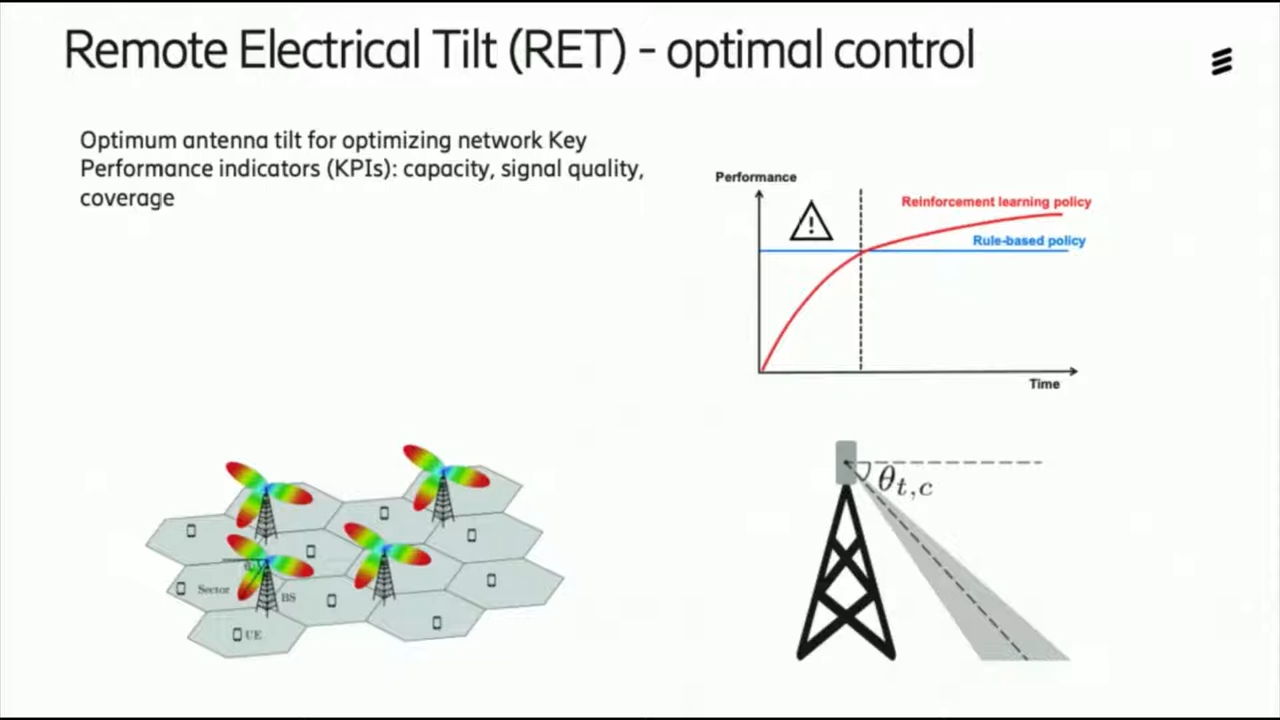 Remote Electrical Tilt (RET) - optimal control
Optimum antenna tilt for optimizing network Key
Performance indicators (KPIs): capacity, signal quality,
coverage
Performance
Reinforcement learning policy
Rule-based policy
!
Time
θt,c
Sector
BS
UE